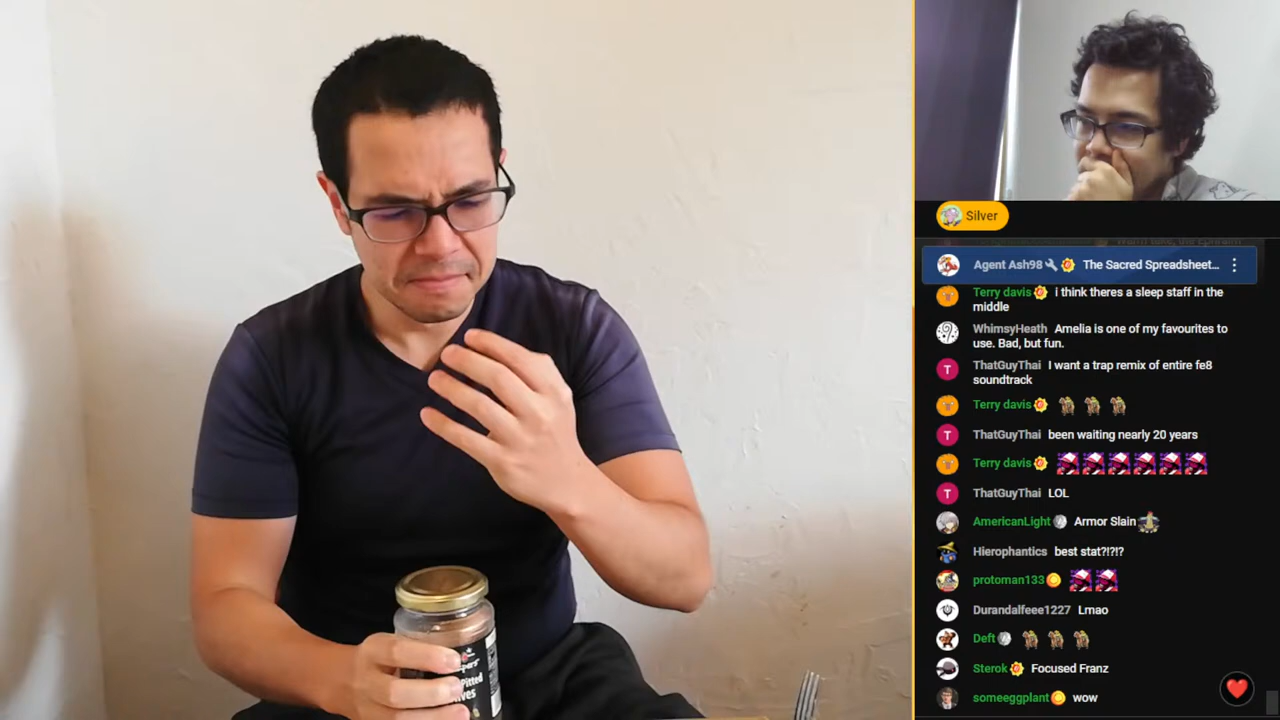 Silver
Agent Ash98 The Sacred Spreadsheet...
Terry davis i think theres a sleep staff in the
middle
WhimsyHeath Amelia is one of my favourites to
use. Bad, but fun.
T ThatGuyThai I want a trap remix of entire fe8
soundtrack
Terry davis
T ThatGuyThai been waiting nearly 20 years
Terry davis
T ThatGuyThai LOL
AmericanLight Armor Slain
Hierophantics best stat?!?!?
protoman133
Durandalfeee1227 Lmao
Deft
Sterok Focused Franz
someeggplant wow
Pitted